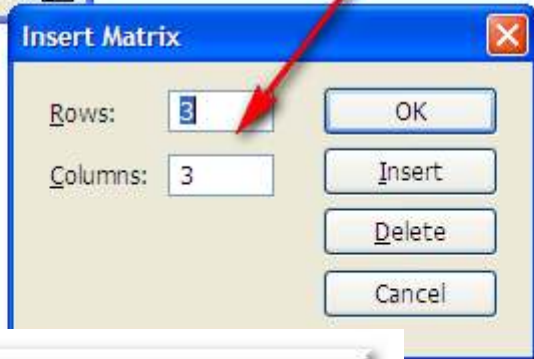 Insert Matrix
Rows: 3
OK
Columns: 3
Insert
Delete
Cancel